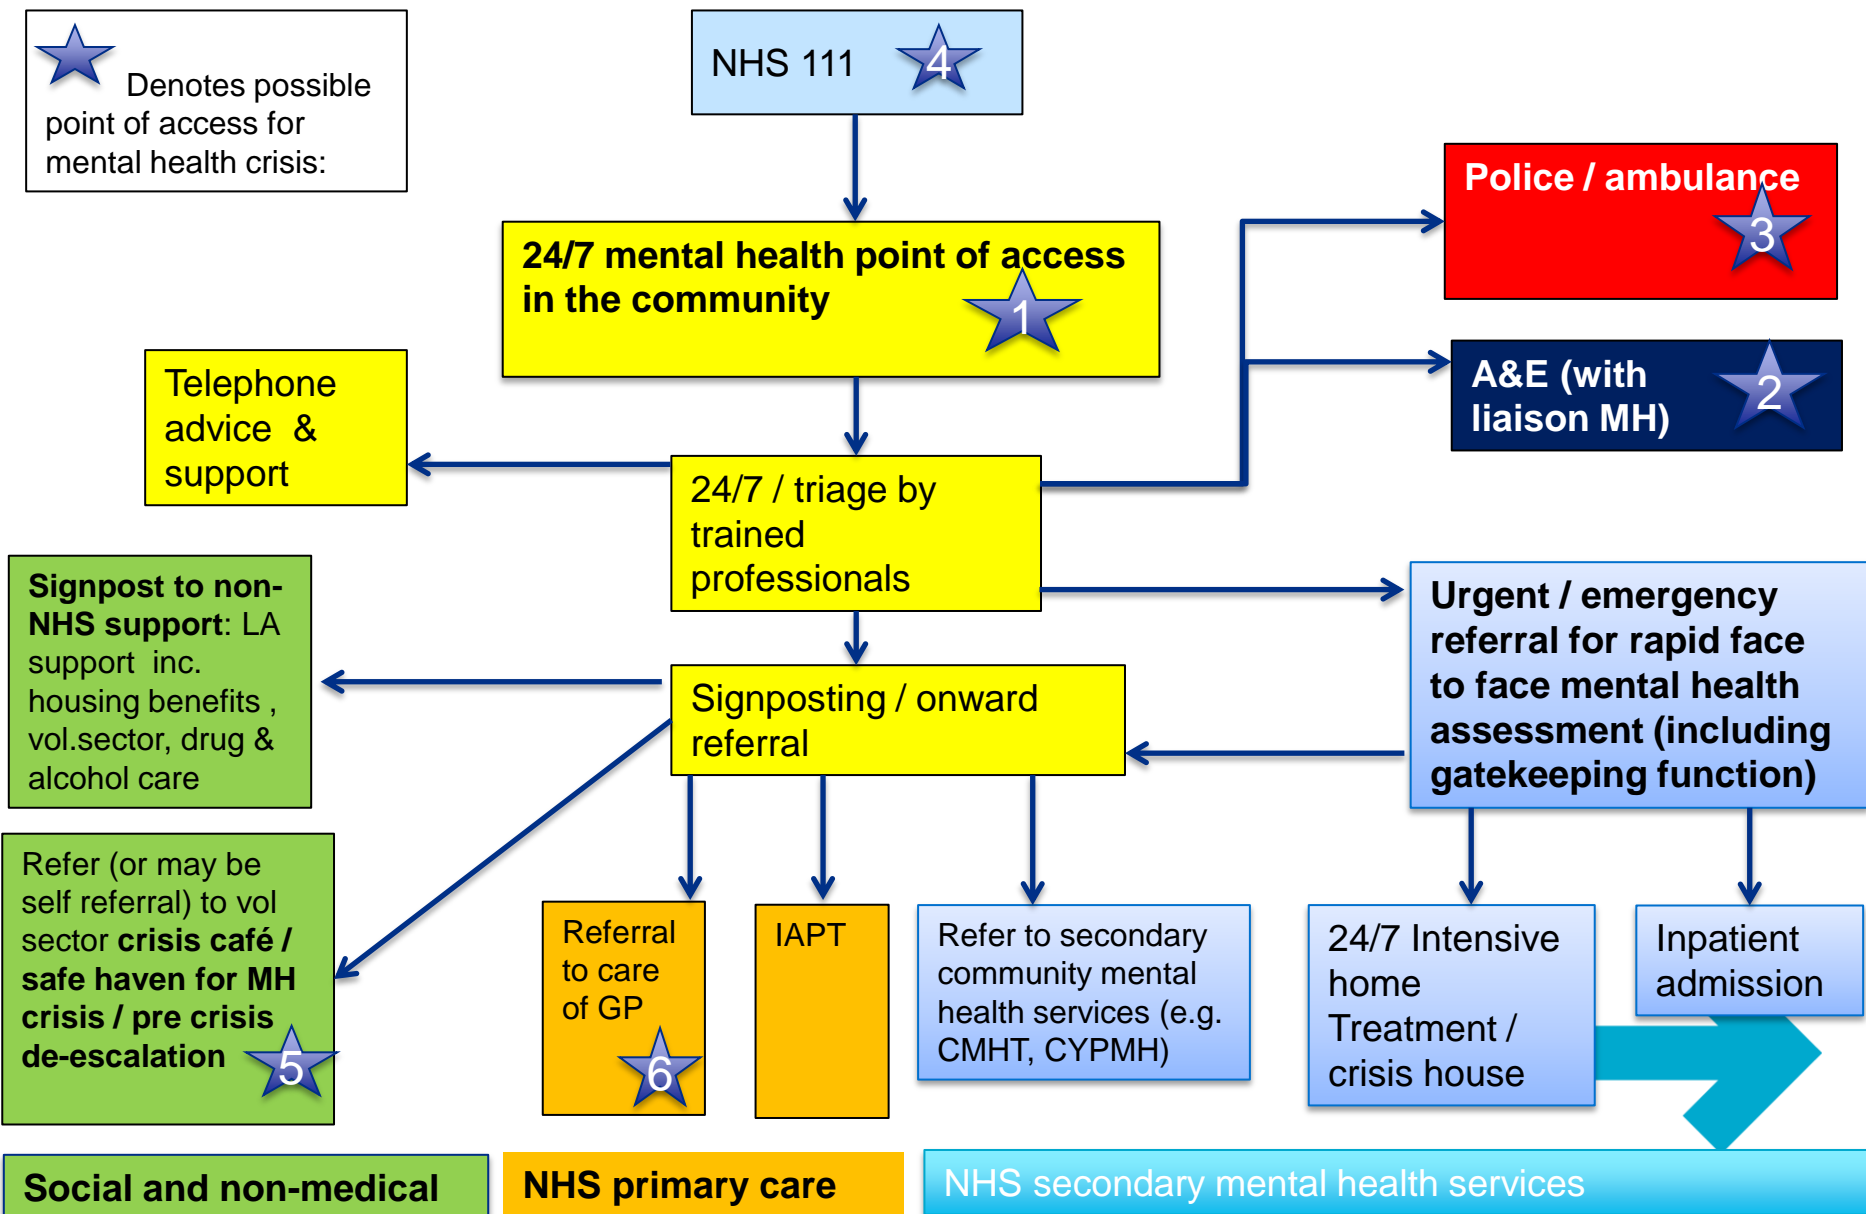 Denotes possible
point of access for
mental health crisis:
NHS 111
4
Police / ambulance
3
24/7 mental health point of access
in the community
1
A&E (with
liaison MH)
2
Telephone
advice  &
support
24/7 / triage by
trained
professionals
Signpost to non-
NHS support: LA
support  inc.
housing benefits ,
vol.sector, drug &
alcohol care
Signposting / onward
referral
Urgent / emergency
referral for rapid face
to face mental health
assessment (including
gatekeeping function)
Refer (or may be
self referral) to vol
sector crisis café /
safe haven for MH
crisis / pre crisis
de-escalation
5
Referral
to care
of GP
6
IAPT
Refer to secondary
community mental
health services (e.g.
CMHT, CYPMH)
24/7 Intensive
home
Treatment /
crisis house
Inpatient
admission
Social and non-medical
NHS primary care
NHS secondary mental health services